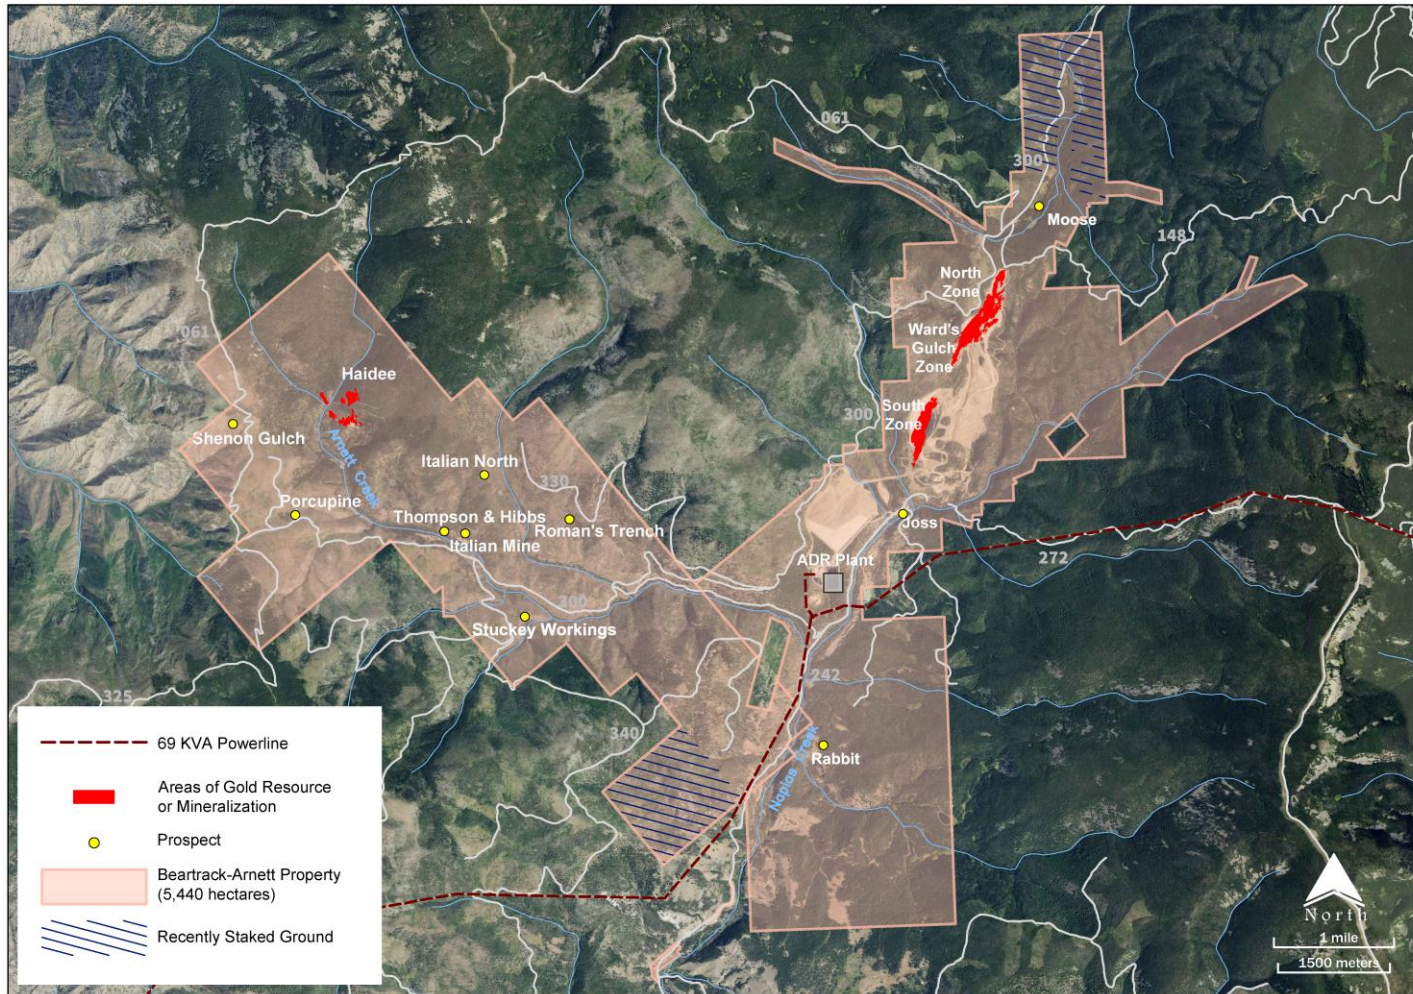 061
300
Moose
148
North
Zone
Ward's
Gulch
Zone
061
Haidee
South
Zone
300
Shenon Gulch
Arnett Creek
Italian North
330
Porcupine
Thompson & Hibbs
Roman's Trench
Italian Mine
Joss
ADR Plant
272
300
Stuckey Workings
242
325
340
Napias Creek
Rabbit
69 KVA Powerline
Areas of Gold Resource
or Mineralization
Prospect
Beartrack-Arnett Property
(5,440 hectares)
Recently Staked Ground
North
1 mile
1500 meters